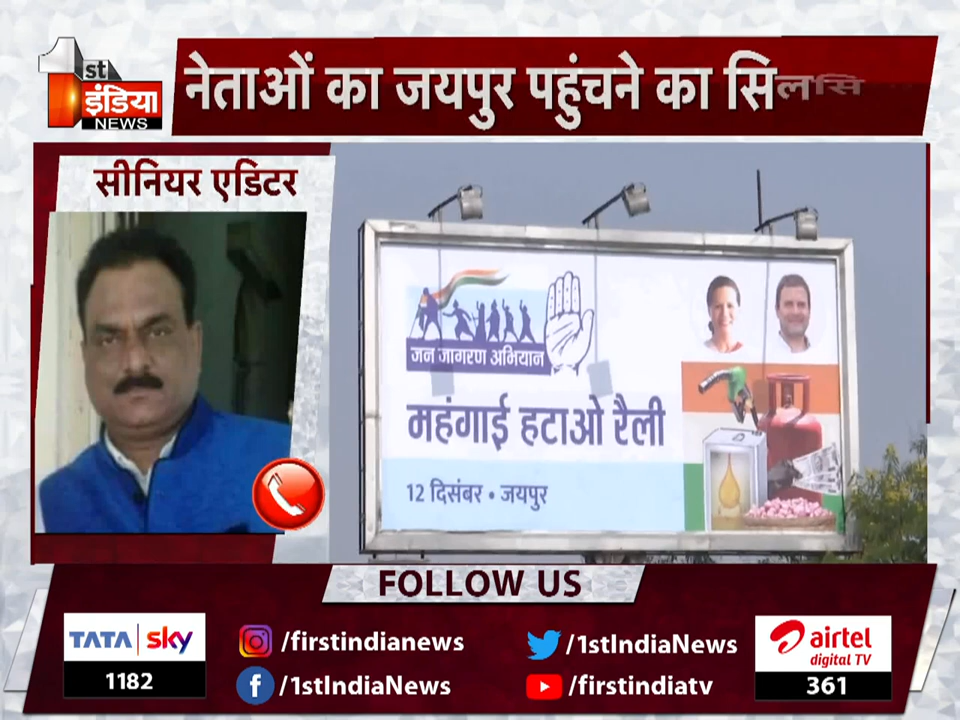 1st
इंडिया
NEWS
नेताओं का जयपुर पहुंचने का सिलसि
सीनियर एडिटर
जन जागरण अभियान
महंगाई हटाओ रैली
12 दिसंबर • जयपुर
FOLLOW US
TATA sky
1182
/firstindianews
/1stIndiaNews
/1stIndiaNews
/firstindiatv
airtel
digital TV
361